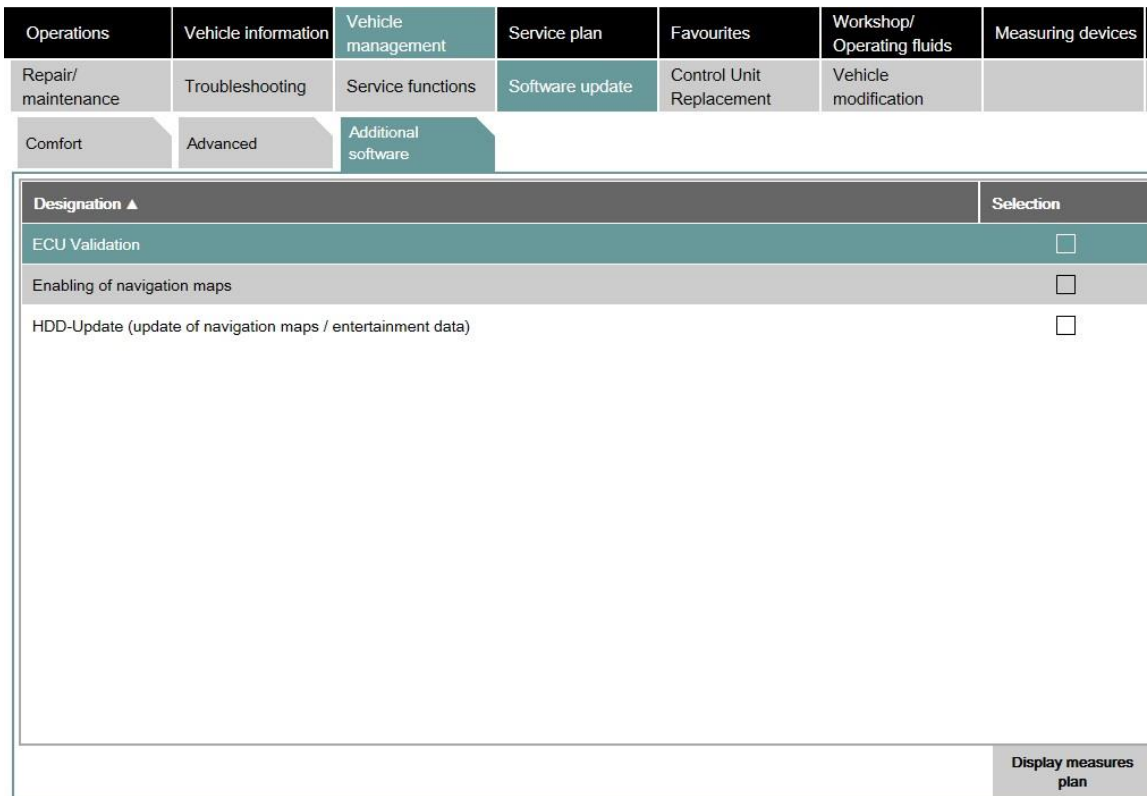 Operations
Vehicle information
Vehicle
management
Service plan
Favourites
Workshop/
Operating fluids
Measuring devices
Repair/
maintenance
Troubleshooting
Service functions
Software update
Control Unit
Replacement
Vehicle
modification
Comfort
Advanced
Additional
software
Designation ▲
Selection
ECU Validation
Enabling of navigation maps
HDD-Update (update of navigation maps / entertainment data)
Display measures
plan